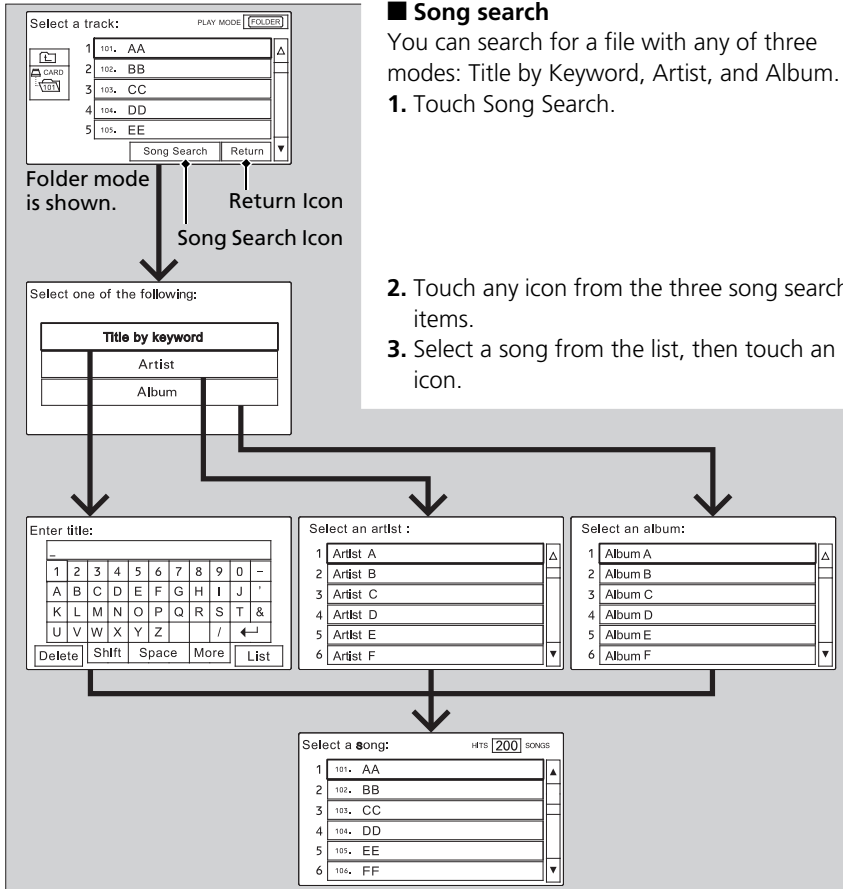 Select a track: PLAY MODE FOLDER
1 101. AA
CARD
2 102. BB
101
3 103. CC
4 104. DD
5 105. EE
Song Search Return
Folder mode
is shown.
Return Icon
Song Search Icon
■ Song search
You can search for a file with any of three
modes: Title by Keyword, Artist, and Album.
1. Touch Song Search.
2. Touch any icon from the three song search
items.
3. Select a song from the list, then touch an
icon.
Select one of the following:
Title by keyword
Artist
Album
Enter title:
_
1 2 3 4 5 6 7 8 9 0 –
A B C D E F G H I J '
K L M N O P Q R S T &
U V W X Y Z /
Delete Shift Space More List
Select an artist :
1 Artist A
2 Artist B
3 Artist C
4 Artist D
5 Artist E
6 Artist F
Select an album:
1 Album A
2 Album B
3 Album C
4 Album D
5 Album E
6 Album F
Select a song: HITS 200 SONGS
1 101. AA
2 102. BB
3 103. CC
4 104. DD
5 105. EE
6 106. FF